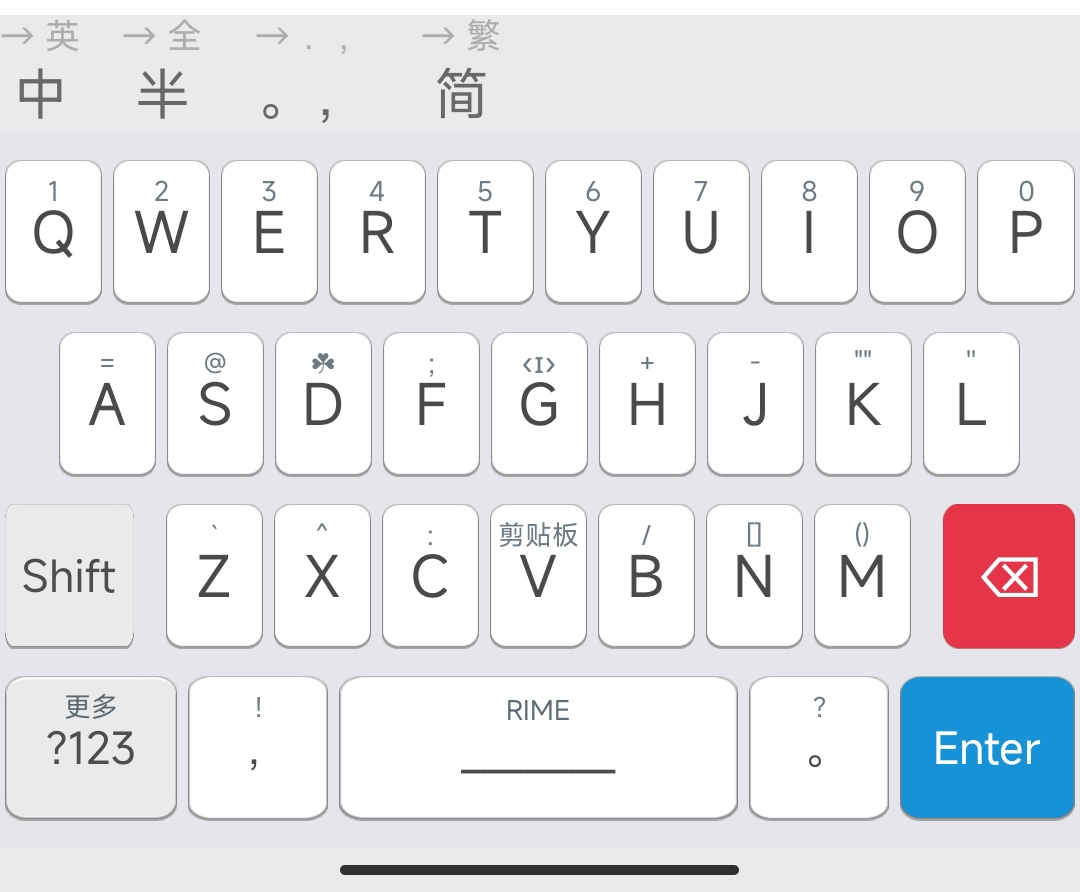 → 英 → 全 → . , → 繁
中 半 。, 简
1 2 3 4 5 6 7 8 9 0
Q W E R T Y U I O P
= @ ☘ ; ‹I› + - "" "
A S D F G H J K L
` ^ : 剪贴板 / [] ()
Shift Z X C V B N M
更多 ! RIME ?
?123 , 。 Enter